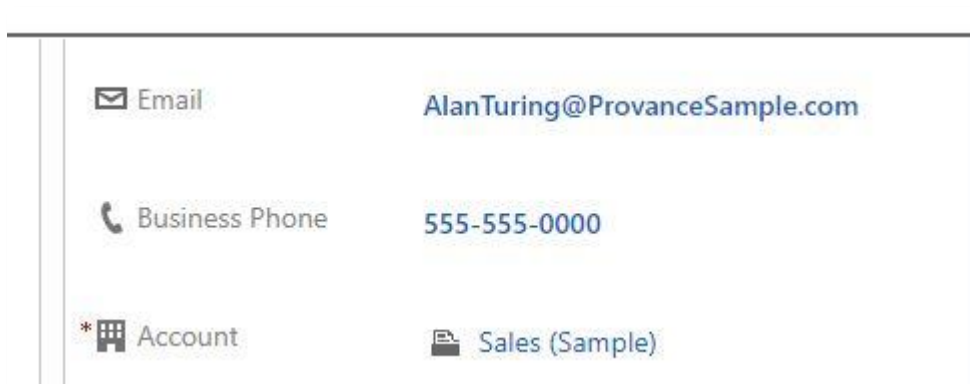 Email AlanTuring@ProvanceSample.com
Business Phone 555-555-0000
* Account Sales (Sample)